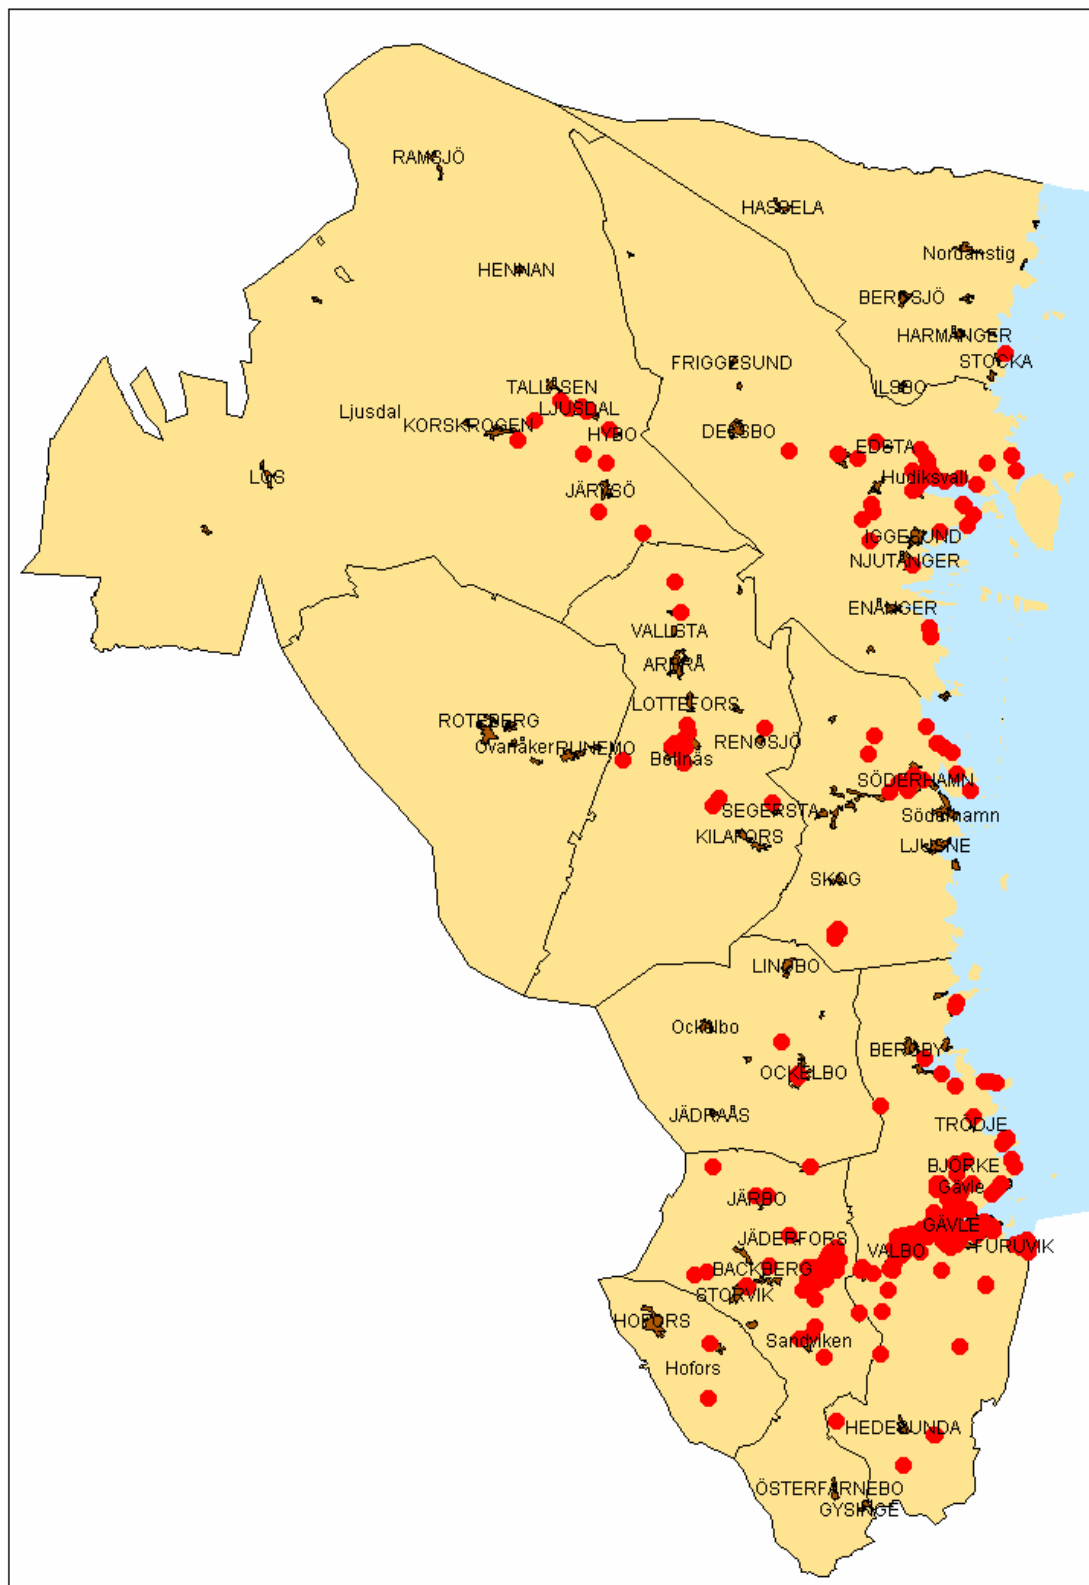 RAMSJÖ
HASSELA
Nordanstig
HENNAN
BERGSJÖ
HARMÅNGER
STOCKA
FRIGGESUND
ILSBO
TALLÅSEN
Ljusdal
LJUSDAL
KORSKROGEN
HYBO
DELSBO
EDSTA
LOS
Hudiksvall
JÄRVSÖ
IGGESUND
NJUTÅNGER
ENÅNGER
VALLSTA
ARBRÅ
LOTTEFORS
ROTEBERG
Ovanåker
RUNEMO
RENGSJÖ
Bollnäs
SÖDERHAMN
SEGERSTA
Söderhamn
KILAFORS
LJUSNE
SKOG
LINGBO
Ockelbo
BERGBY
OCKELBO
JÄDRAÅS
TRÖDJE
BJÖRKE
JÄRBO
Gävle
GÄVLE
JÄDERFORS
VALBO
FURUVIK
BACKBERG
STORVIK
HOFORS
Sandviken
Hofors
HEDESUNDA
ÖSTERFÄRNEBO
GYSINGE